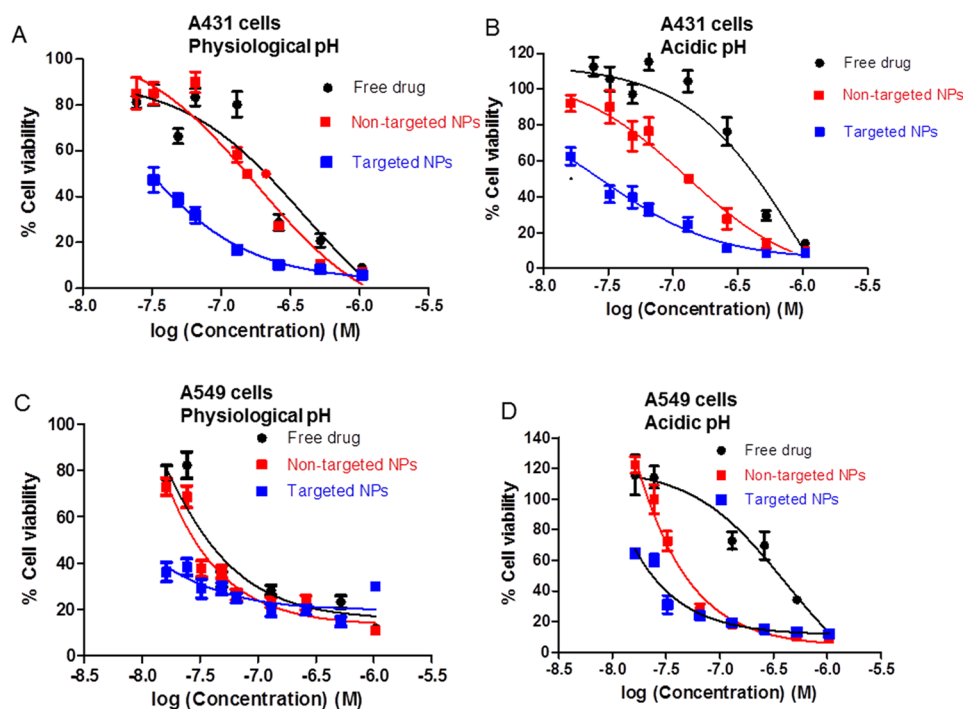 A
A431 cells
Physiological pH
Free drug
Non-targeted NPs
Targeted NPs
% Cell viability
100
80
60
40
20
0
-8.0 -7.5 -7.0 -6.5 -6.0 -5.5
log (Concentration) (M)
B
A431 cells
Acidic pH
Free drug
Non-targeted NPs
Targeted NPs
% Cell viability
120
100
80
60
40
20
0
-8.0 -7.5 -7.0 -6.5 -6.0 -5.5
log (Concentration) (M)
C
A549 cells
Physiological pH
Free drug
Non-targeted NPs
Targeted NPs
% Cell viability
100
80
60
40
20
0
-8.5 -8.0 -7.5 -7.0 -6.5 -6.0 -5.5
log (Concentration) (M)
D
A549 cells
Acidic pH
Free drug
Non-targeted NPs
Targeted NPs
% Cell viability
140
120
100
80
60
40
20
0
-8.5 -8.0 -7.5 -7.0 -6.5 -6.0 -5.5
log (Concentration) (M)